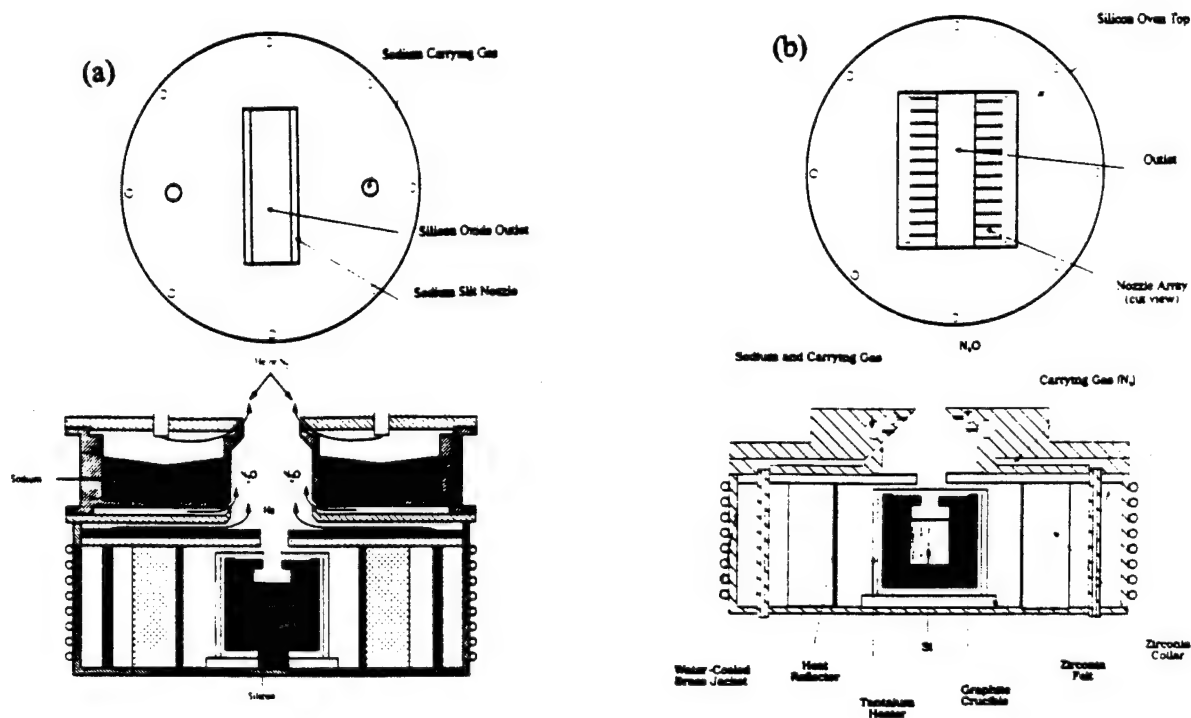 (a)
Sodium Carrying Gas
Silicon Oxide Outlet
Sodium Slit Nozzle
Sodium
Silicon
(b)
Silicon Oven Top
Outlet
Nozzle Array
(cut view)
N₂O
Sodium and Carrying Gas
Carrying Gas (N₂)
Si
Water-Cooled
Brass Jacket
Heat
Reflector
Tantalum
Heater
Graphite
Crucible
Zirconia
Felt
Zirconia
Collar